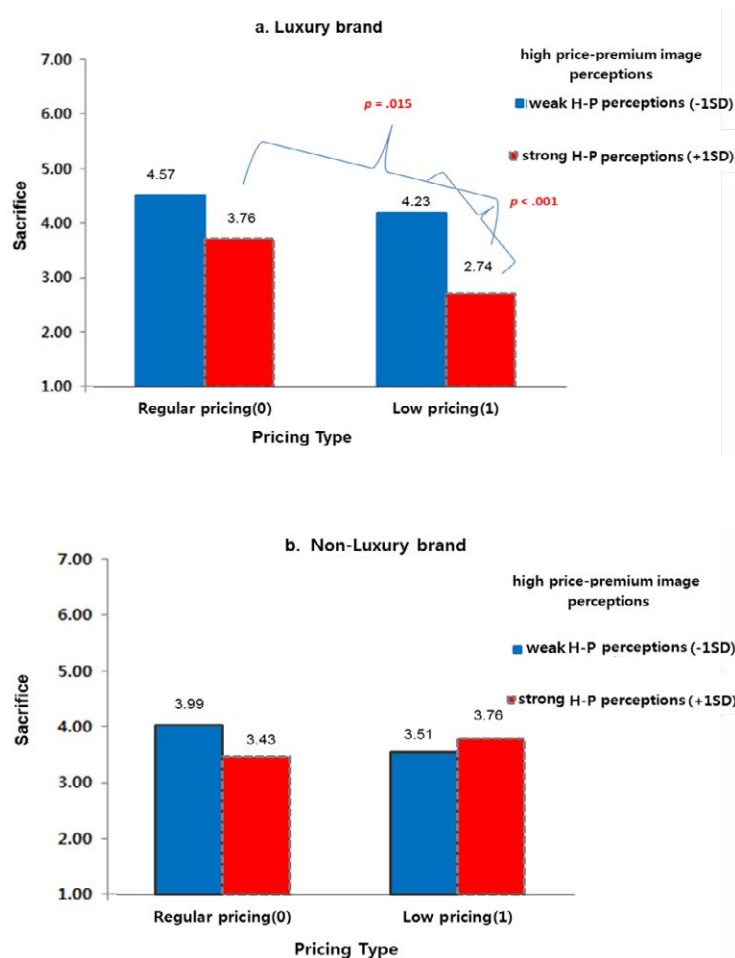 a. Luxury brand
high price-premium image
perceptions
weak H-P perceptions (-1SD)
strong H-P perceptions (+1SD)
7.00
6.00
5.00
4.00
3.00
2.00
1.00
Sacrifice
p = .015
p < .001
4.57
3.76
4.23
2.74
Regular pricing(0)
Low pricing(1)
Pricing Type
b. Non-Luxury brand
high price-premium image
perceptions
weak H-P perceptions (-1SD)
strong H-P perceptions (+1SD)
7.00
6.00
5.00
4.00
3.00
2.00
1.00
Sacrifice
3.99
3.43
3.51
3.76
Regular pricing(0)
Low pricing(1)
Pricing Type